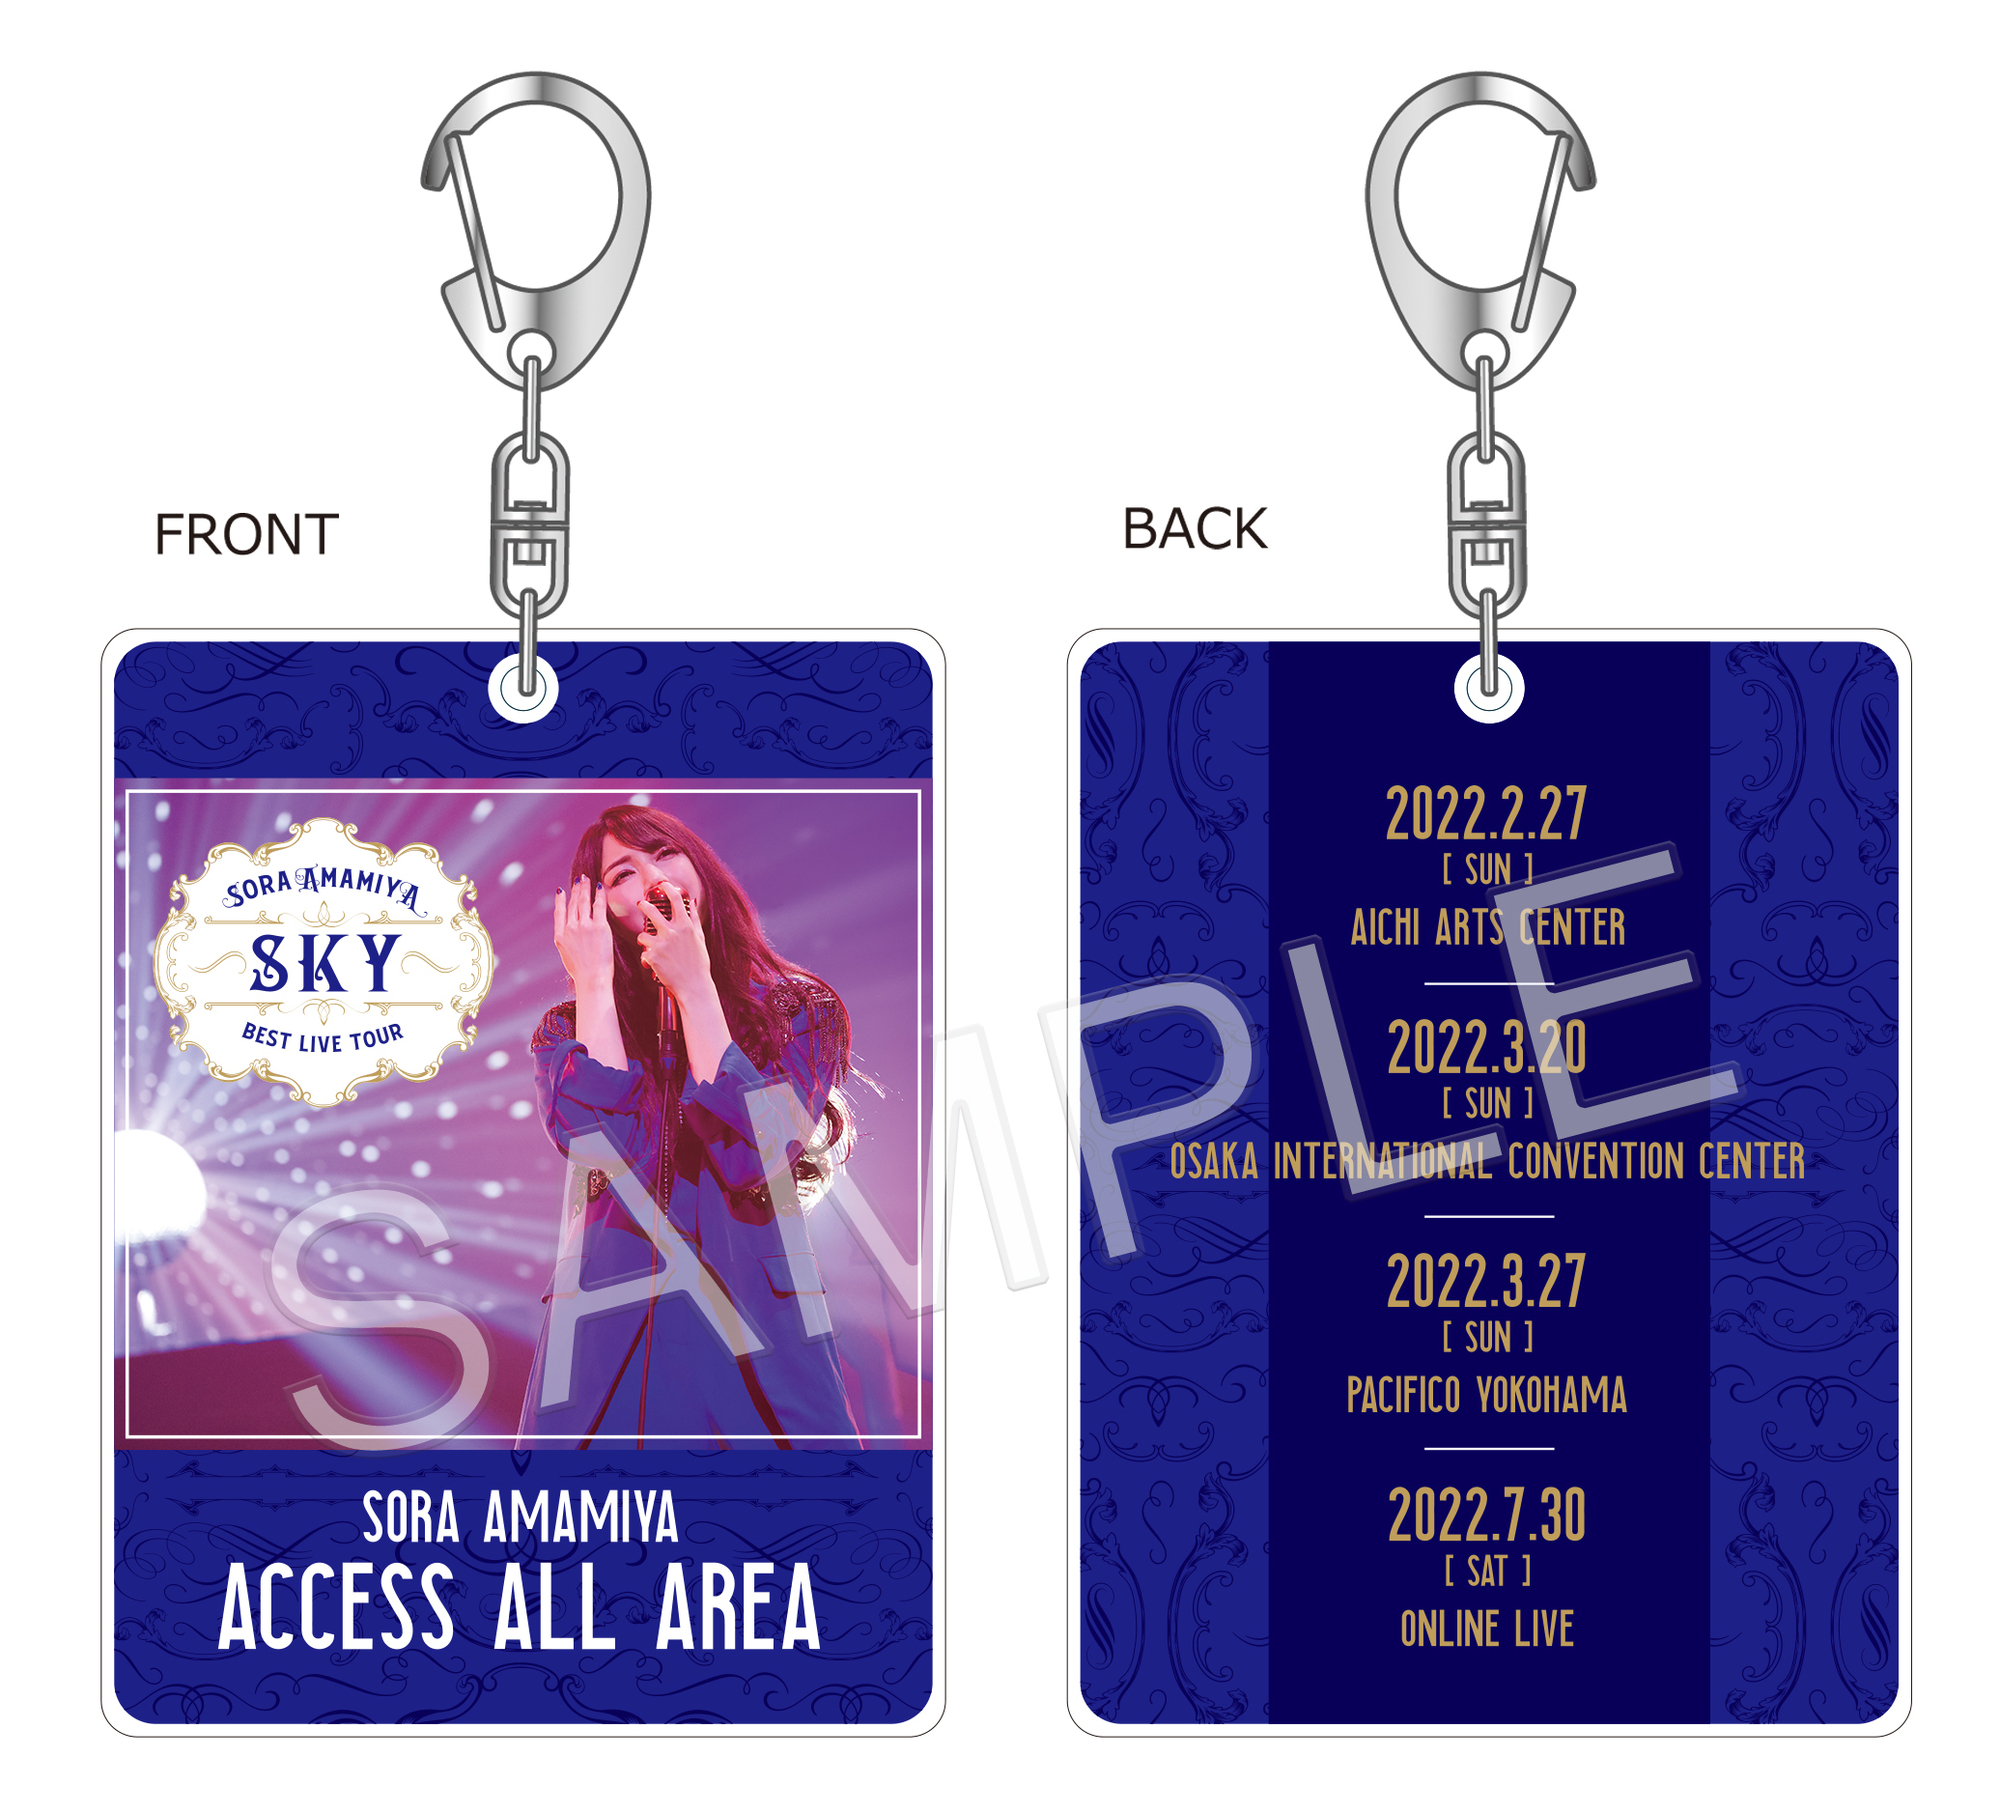 FRONT
SORA AMAMIYA
SKY
BEST LIVE TOUR
SORA AMAMIYA
ACCESS ALL AREA
BACK
2022.2.27
[ SUN ]
AICHI ARTS CENTER
2022.3.20
[ SUN ]
OSAKA INTERNATIONAL CONVENTION CENTER
2022.3.27
[ SUN ]
PACIFICO YOKOHAMA
2022.7.30
[ SAT ]
ONLINE LIVE
SAMPLE